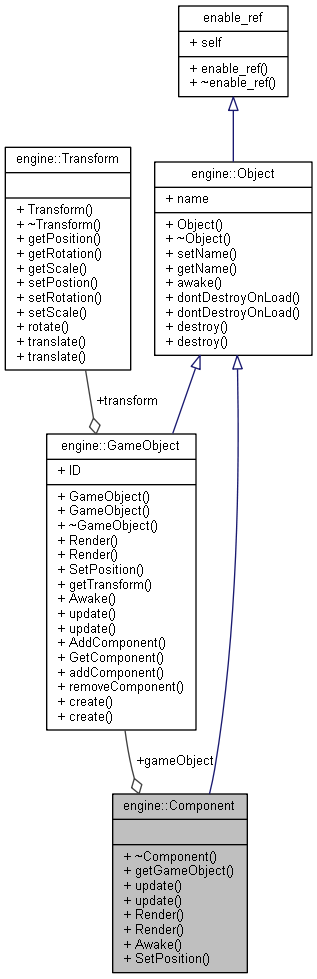 enable_ref
+ self
+ enable_ref()
+ ~enable_ref()
engine::Transform
+ Transform()
+ ~Transform()
+ getPosition()
+ getRotation()
+ getScale()
+ setPostion()
+ setRotation()
+ setScale()
+ rotate()
+ translate()
+ translate()
engine::Object
+ name
+ Object()
+ ~Object()
+ setName()
+ getName()
+ awake()
+ dontDestroyOnLoad()
+ dontDestroyOnLoad()
+ destroy()
+ destroy()
+transform
engine::GameObject
+ ID
+ GameObject()
+ GameObject()
+ ~GameObject()
+ Render()
+ Render()
+ SetPosition()
+ getTransform()
+ Awake()
+ update()
+ update()
+ AddComponent()
+ GetComponent()
+ addComponent()
+ removeComponent()
+ create()
+ create()
+gameObject
engine::Component
+ ~Component()
+ getGameObject()
+ update()
+ update()
+ Render()
+ Render()
+ Awake()
+ SetPosition()